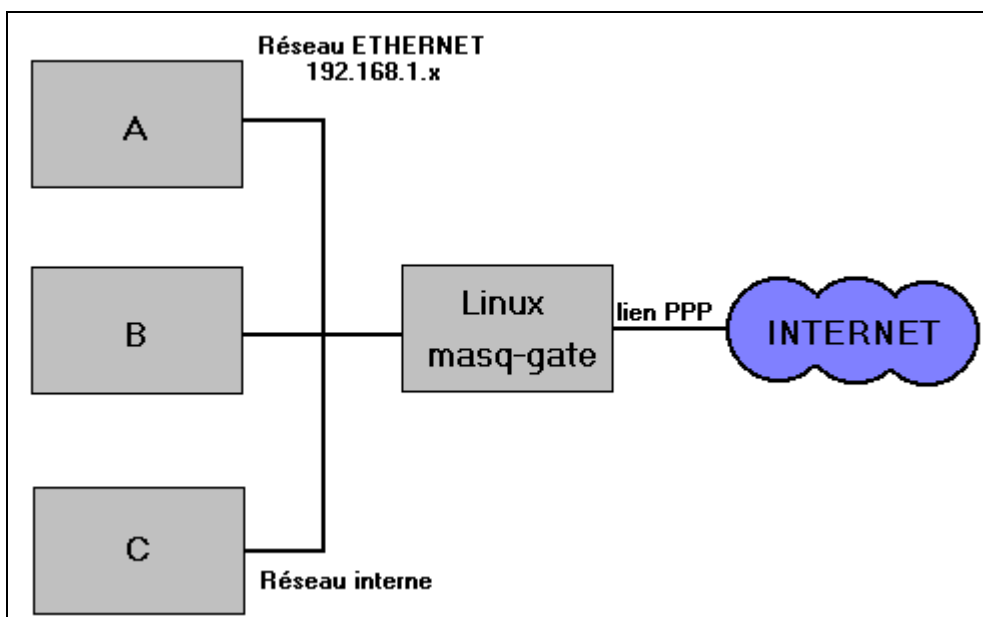 Réseau ETHERNET
192.168.1.x
A
B
Linux
masq-gate
lien PPP
INTERNET
C
Réseau interne